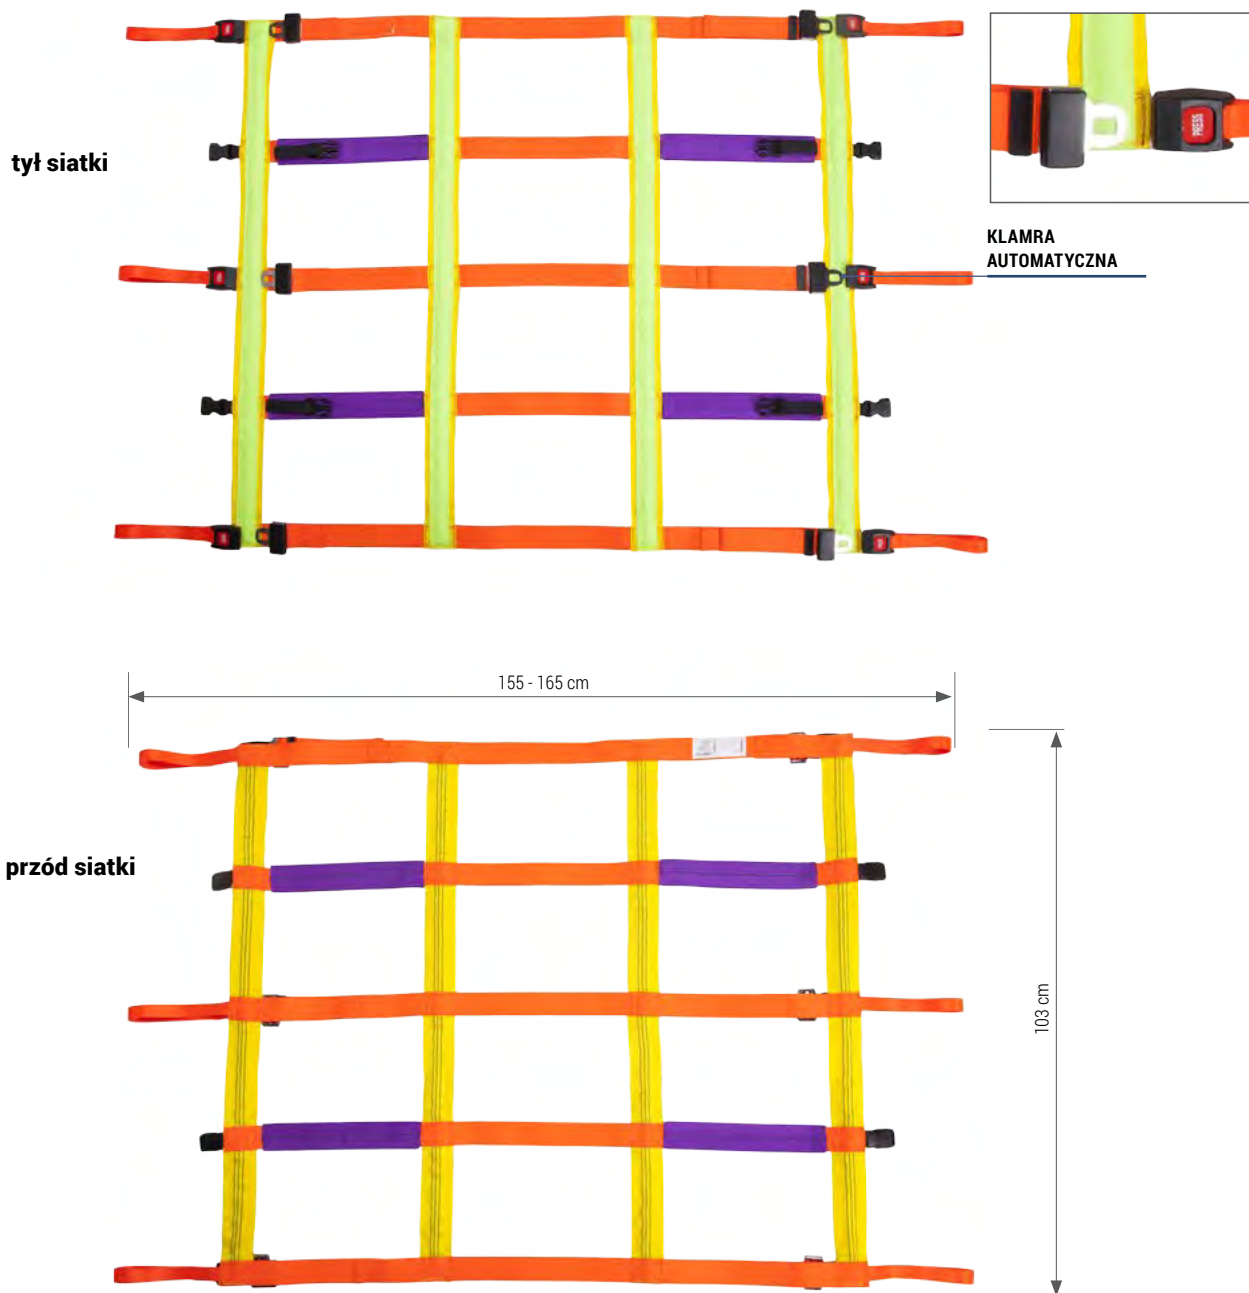 tył siatki
PRESS
KLAMRA
AUTOMATYCZNA
155 - 165 cm
przód siatki
103 cm